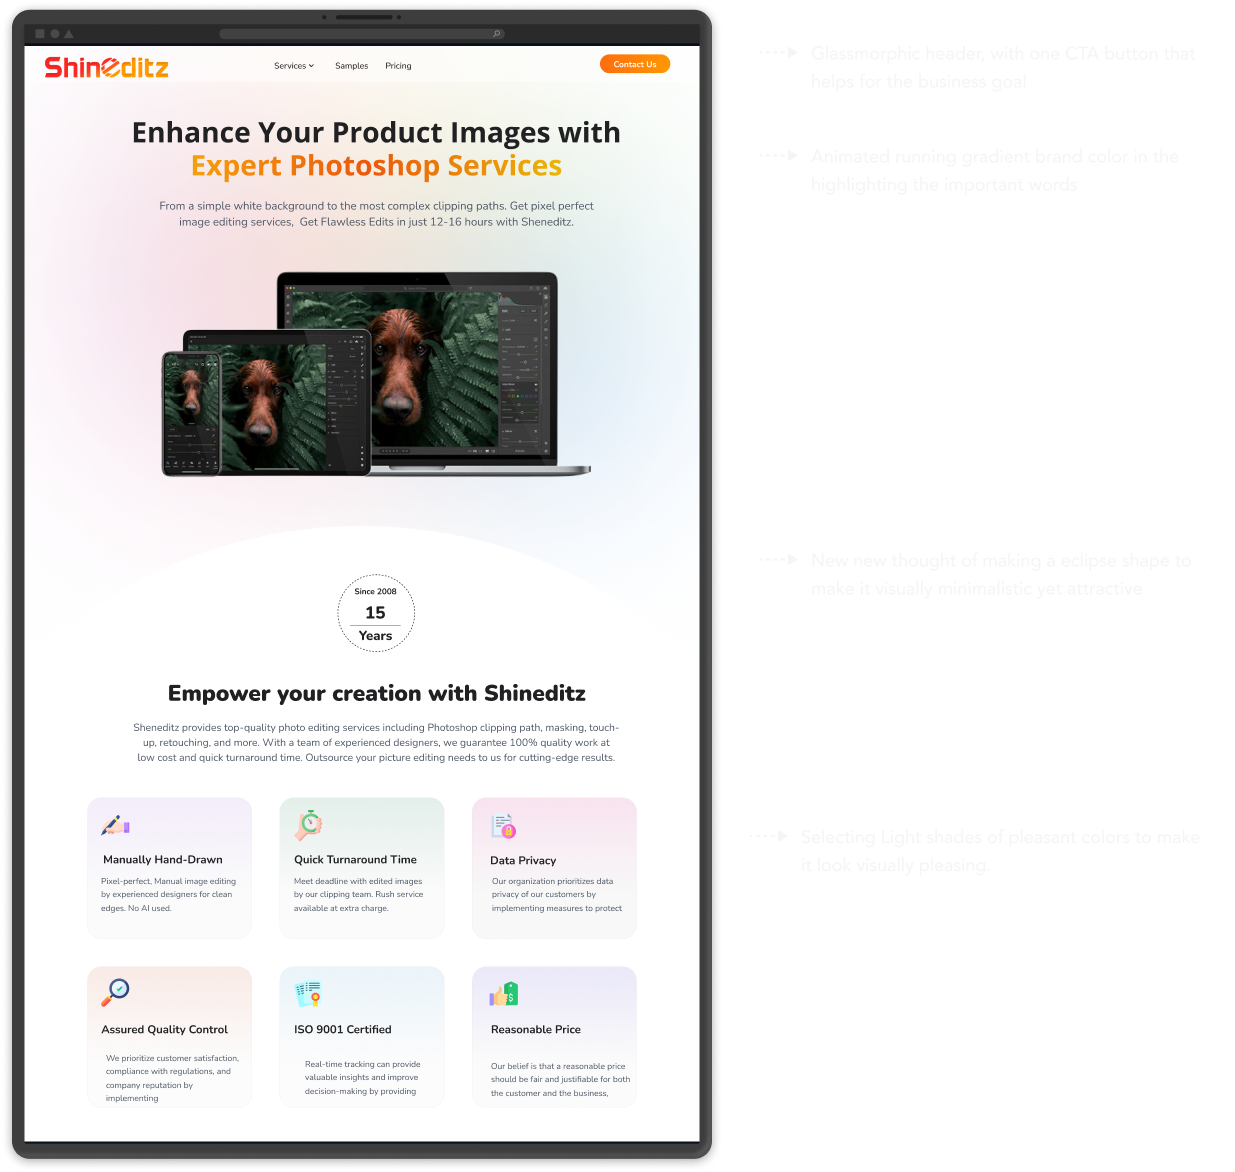 ShinEditz
Services
Samples
Pricing
Contact Us
Glessmorphic header, with one CTA button that
helps for the business goal
Enhance Your Product Images with
Expert Photoshop Services
Animated running gradient brand color in the
highlighting the important words
From a simple white background to the most complex clipping paths. Get pixel perfect
image editing services, Get Flawless Edits in just 12-16 hours with Sheneditz.
New new thought of making a eclipse shape to
make it visually minimalistic yet attractive
Since 2008
15
Years
Empower your creation with Shineditz
Sheneditz provides top-quality photo editing services including Photoshop clipping path, masking, touch-
up, retouching, and more. With a team of experienced designers, we guarantee 100% quality work at
low cost and quick turnaround time. Outsource your picture editing needs to us for cutting-edge results.
Selecting Light shades of pleasant colors to make
it look visually pleasing.
Manually Hand-Drawn
Pixel-perfect, Manual image editing
by experienced designers for clean
edges. No AI used.
Quick Turnaround Time
Meet deadline with edited images
by our clipping team. Rush service
available at extra charge.
Data Privacy
Our organization prioritizes data
privacy of our customers by
implementing measures to protect
Assured Quality Control
We prioritize customer satisfaction,
compliance with regulations, and
company reputation by
implementing
ISO 9001 Certified
Real-time tracking can provide
valuable insights and improve
decision-making by providing
Reasonable Price
Our belief is that a reasonable price
should be fair and justifiable for both
the customer and the business,